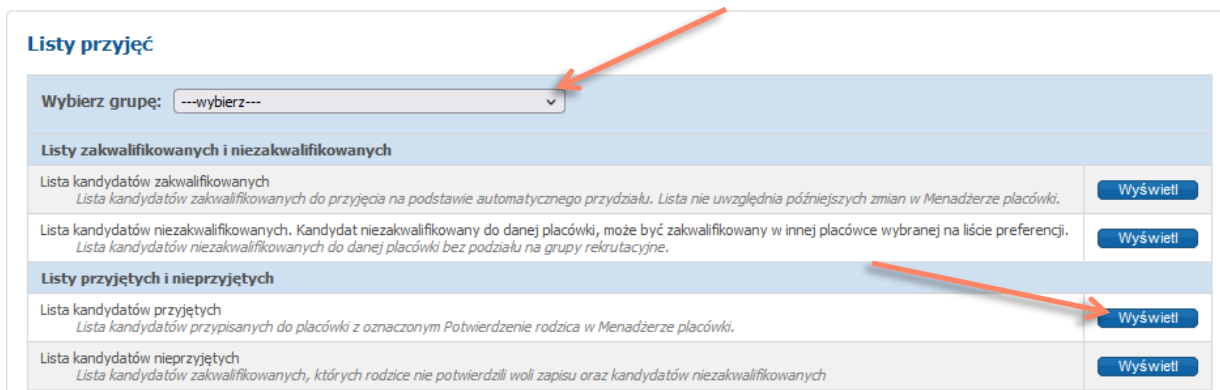 Listy przyjęć
Wybierz grupę: ---wybierz---
Listy zakwalifikowanych i niezakwalifikowanych
Lista kandydatów zakwalifikowanych
Lista kandydatów zakwalifikowanych do przyjęcia na podstawie automatycznego przydziału. Lista nie uwzględnia późniejszych zmian w Menadżerze placówki.
Wyświetl
Lista kandydatów niezakwalifikowanych. Kandydat niezakwalifikowany do danej placówki, może być zakwalifikowany w innej placówce wybranej na liście preferencji.
Lista kandydatów niezakwalifikowanych do danej placówki bez podziału na grupy rekrutacyjne.
Wyświetl
Listy przyjętych i nieprzyjętych
Lista kandydatów przyjętych
Lista kandydatów przypisanych do placówki z oznaczonym Potwierdzenie rodzica w Menadżerze placówki.
Wyświetl
Lista kandydatów nieprzyjętych
Lista kandydatów zakwalifikowanych, których rodzice nie potwierdzili woli zapisu oraz kandydatów niezakwalifikowanych
Wyświetl